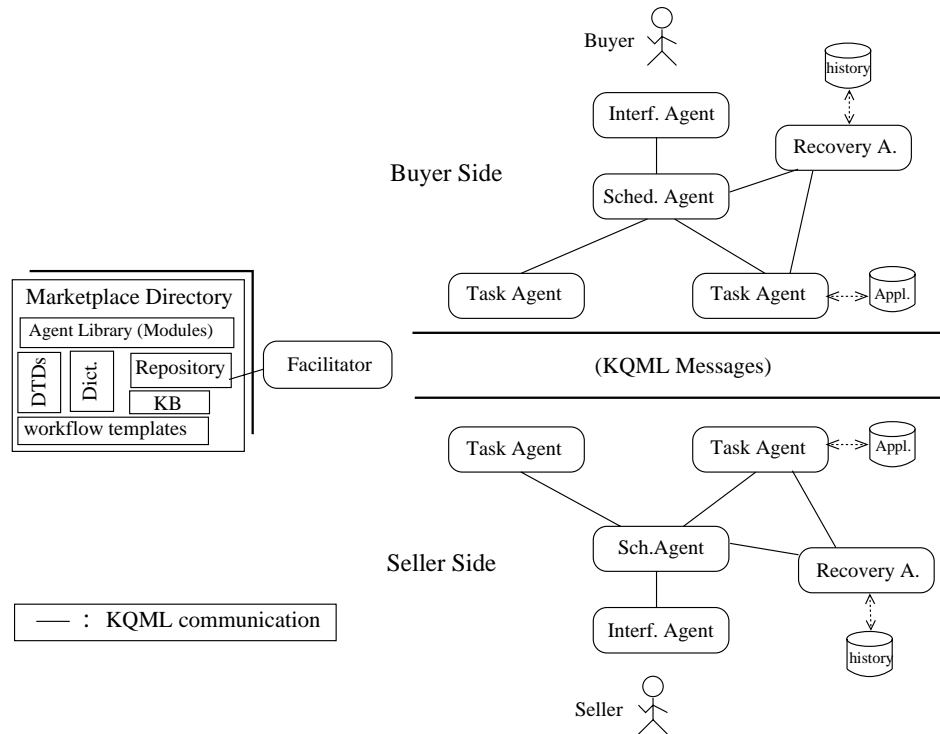 Buyer
history
Interf. Agent
Recovery A.
Buyer Side
Sched. Agent
Task Agent
Task Agent
Appl.
Marketplace Directory
Agent Library (Modules)
DTDs
Dict.
Repository
KB
workflow templates
Facilitator
(KQML Messages)
Task Agent
Task Agent
Appl.
Sch.Agent
Seller Side
Recovery A.
— : KQML communication
Interf. Agent
history
Seller